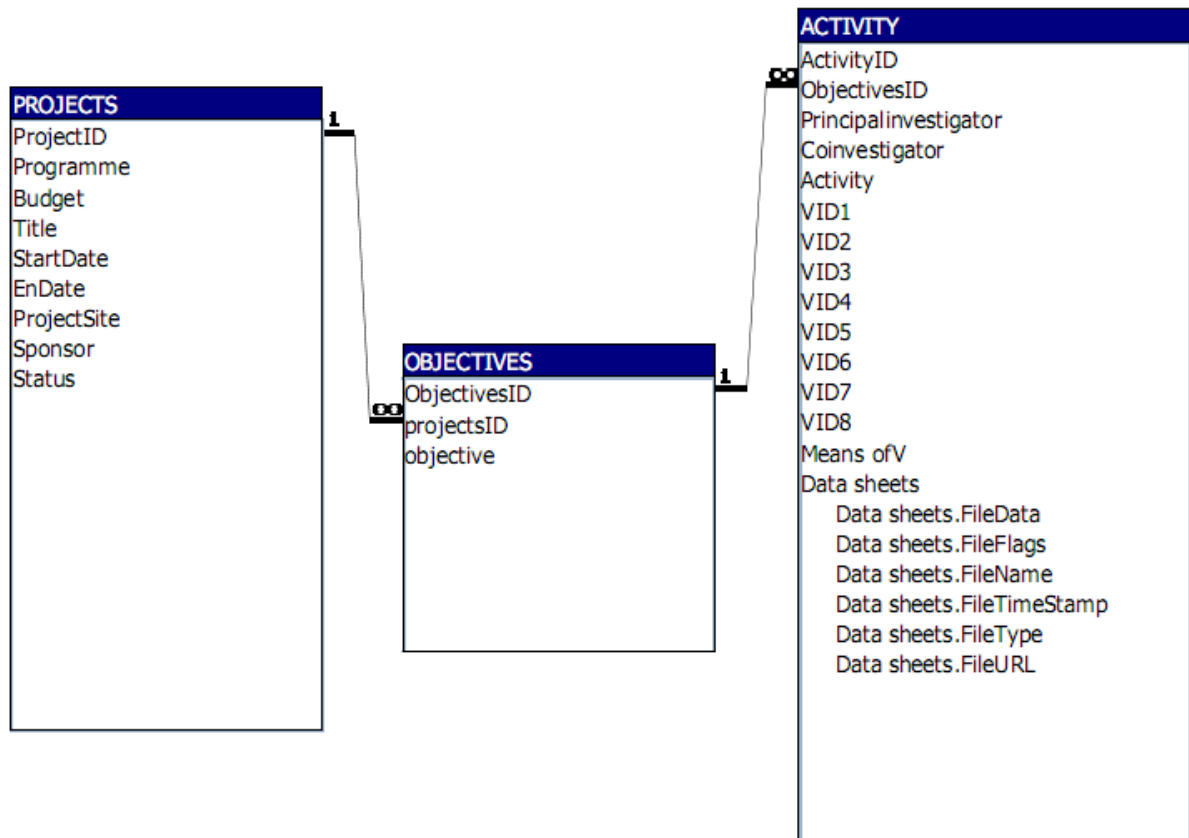 PROJECTS
ProjectID
Programme
Budget
Title
StartDate
EnDate
ProjectSite
Sponsor
Status
1
∞
OBJECTIVES
ObjectivesID
projectsID
objective
1
∞
ACTIVITY
ActivityID
ObjectivesID
Principalinvestigator
Coinvestigator
Activity
VID1
VID2
VID3
VID4
VID5
VID6
VID7
VID8
Means ofV
Data sheets
Data sheets.FileData
Data sheets.FileFlags
Data sheets.FileName
Data sheets.FileTimeStamp
Data sheets.FileType
Data sheets.FileURL